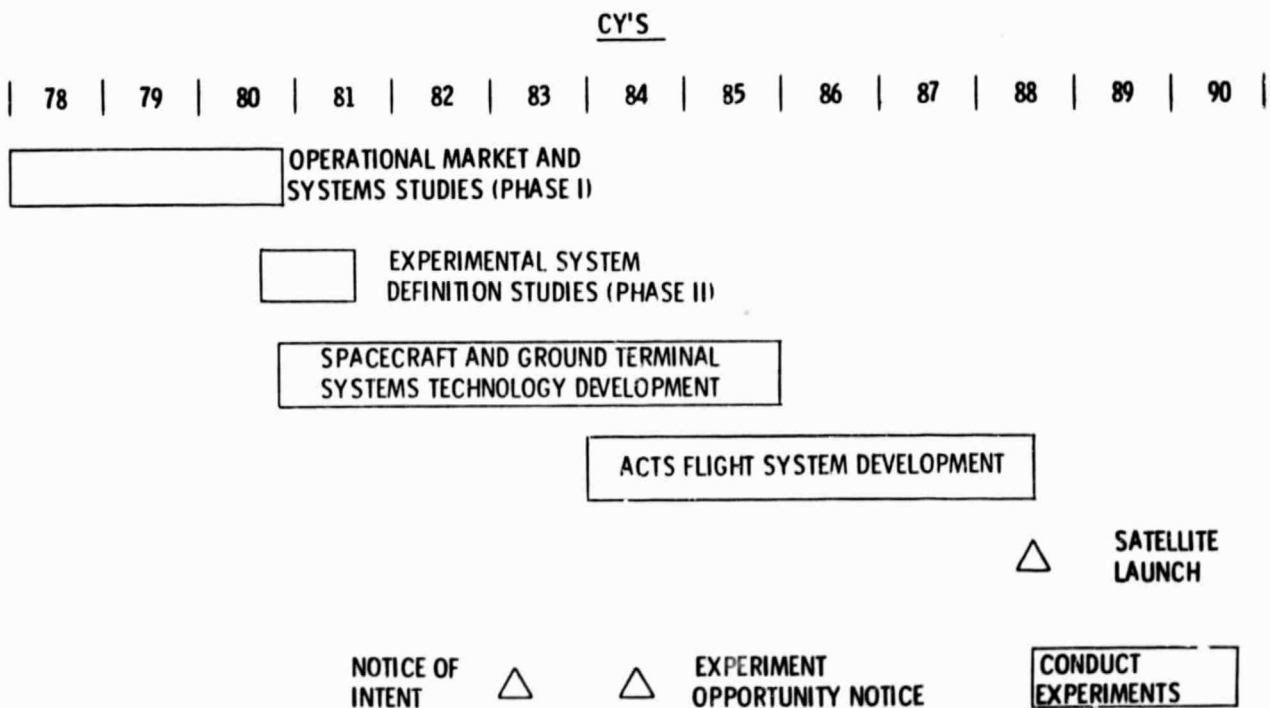 CY'S
78 79 80 81 82 83 84 85 86 87 88 89 90
OPERATIONAL MARKET AND
SYSTEMS STUDIES (PHASE I)
EXPERIMENTAL SYSTEM
DEFINITION STUDIES (PHASE II)
SPACECRAFT AND GROUND TERMINAL
SYSTEMS TECHNOLOGY DEVELOPMENT
ACTS FLIGHT SYSTEM DEVELOPMENT
SATELLITE
LAUNCH
NOTICE OF
INTENT
EXPERIMENT
OPPORTUNITY NOTICE
CONDUCT
EXPERIMENTS